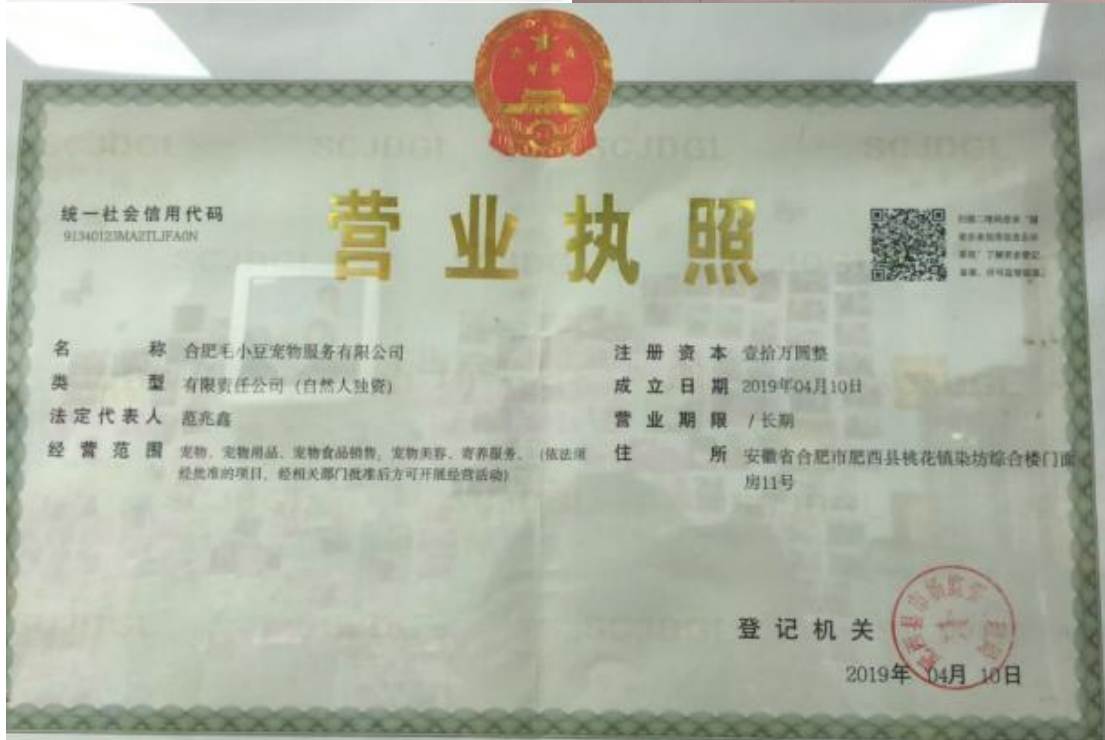 统一社会信用代码
91340123MA2TLJFA0N
营业执照
名称 合肥毛小豆宠物服务有限公司
类型 有限责任公司（自然人独资）
法定代表人 范兆鑫
经营范围 宠物、宠物用品、宠物食品销售，宠物美容、寄养服务。（依法须
经批准的项目，经相关部门批准后方可开展经营活动）
注册资本 壹拾万圆整
成立日期 2019年04月10日
营业期限 / 长期
住所 安徽省合肥市肥西县桃花镇染坊综合楼门面
房11号
登记机关
2019年 04月 10日
SCJDGL